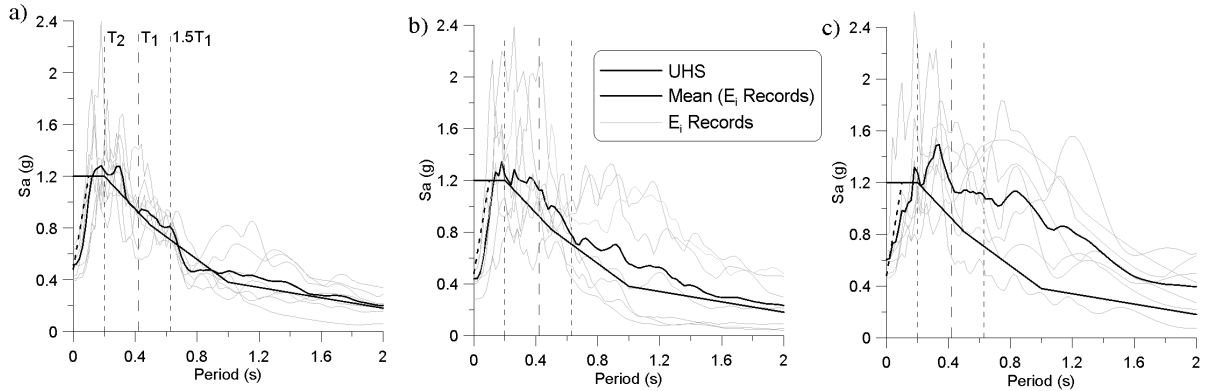 a)
2.4
2
1.6
1.2
0.8
0.4
0
Sa (g)
T2 T1 1.5T1
0 0.4 0.8 1.2 1.6 2
Period (s)
b)
2.4
2
1.6
1.2
0.8
0.4
0
Sa (g)
UHS
Mean (Ei Records)
Ei Records
0 0.4 0.8 1.2 1.6 2
Period (s)
c)
2.4
2
1.6
1.2
0.8
0.4
0
Sa (g)
0 0.4 0.8 1.2 1.6 2
Period (s)